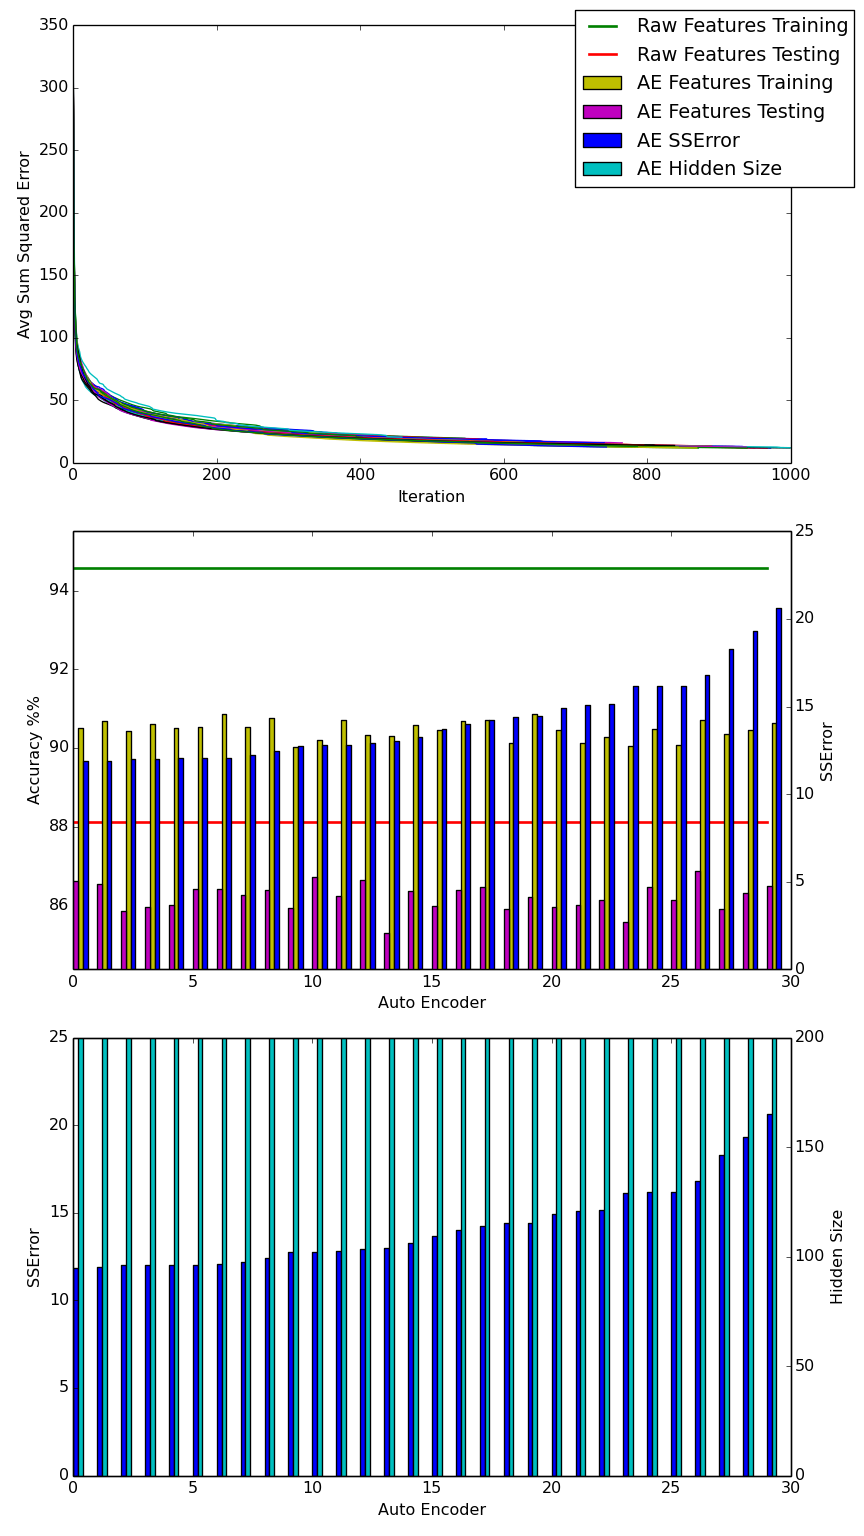 350
300
250
200
150
100
50
0
Avg Sum Squared Error
0 200 400 600 800 1000
Iteration
Raw Features Training
Raw Features Testing
AE Features Training
AE Features Testing
AE SSError
AE Hidden Size
94
92
90
88
86
Accuracy %%
25
20
15
10
5
0
SSError
0 5 10 15 20 25 30
Auto Encoder
25
20
15
10
5
0
SSError
200
150
100
50
0
Hidden Size
0 5 10 15 20 25 30
Auto Encoder